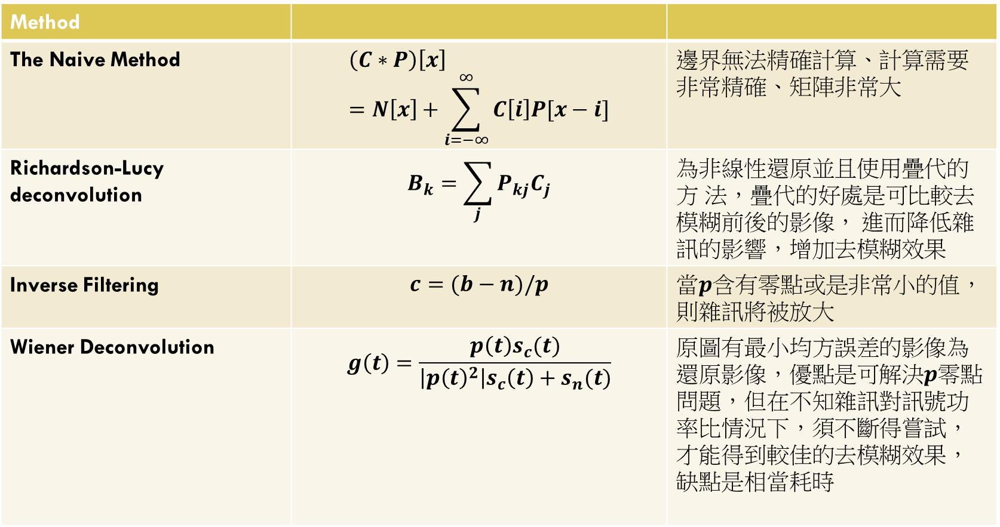 Method
The Naive Method
(C ∗ P)[x]
= N[x] + ∑_{i=−∞}^{∞} C[i]P[x − i]
邊界無法精確計算、計算需要
非常精確、矩陣非常大
Richardson-Lucy
deconvolution
B_k = ∑_j P_{kj}C_j
為非線性還原並且使用疊代的
方 法，疊代的好處是可比較去
模糊前後的影像， 進而降低雜
訊的影響，增加去模糊效果
Inverse Filtering
c = (b − n)/p
當p含有零點或是非常小的值，
則雜訊將被放大
Wiener Deconvolution
g(t) = p(t)s_c(t) / |p(t)²|s_c(t) + s_n(t)
原圖有最小均方誤差的影像為
還原影像，優點是可解決p零點
問題，但在不知雜訊對訊號功
率比情況下，須不斷得嘗試，
才能得到較佳的去模糊效果，
缺點是相當耗時